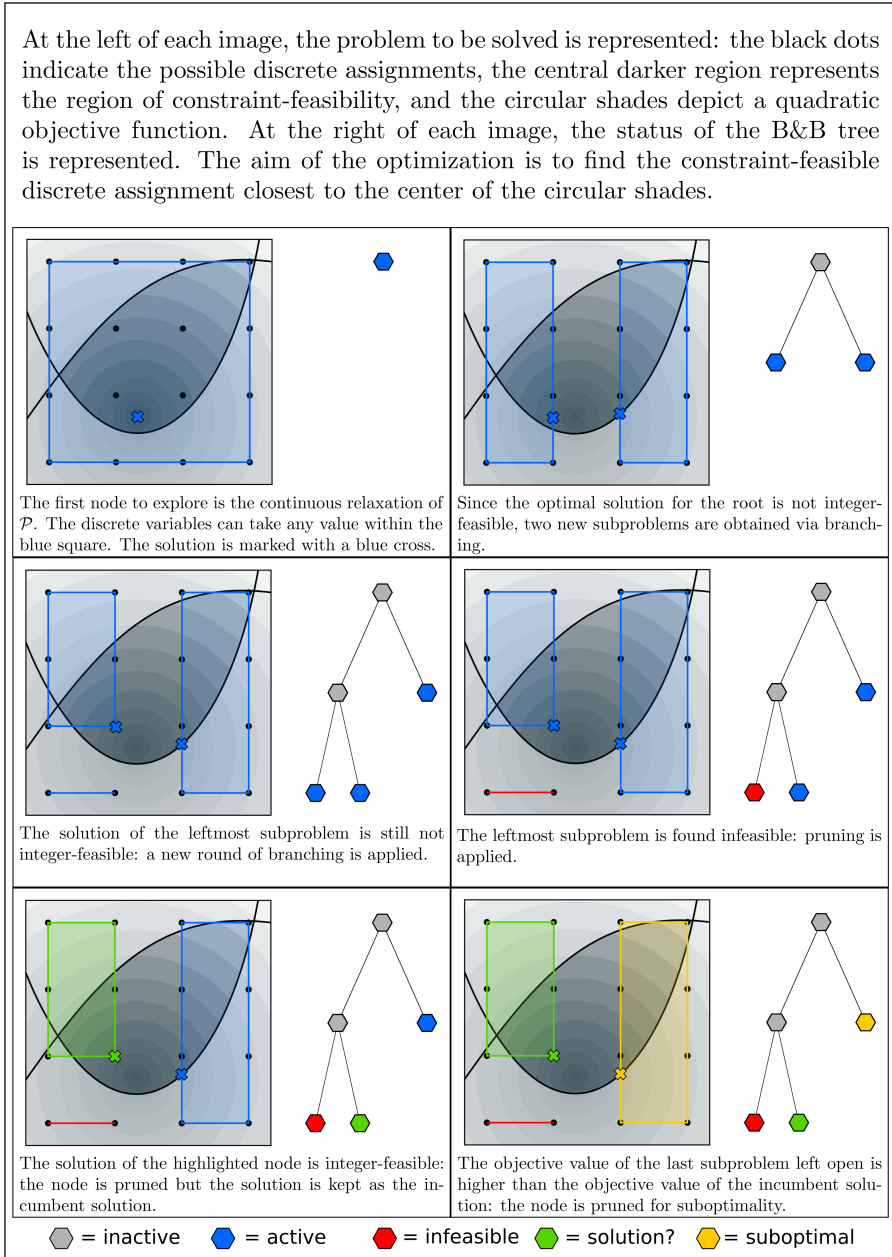 At the left of each image, the problem to be solved is represented: the black dots
indicate the possible discrete assignments, the central darker region represents
the region of constraint-feasibility, and the circular shades depict a quadratic
objective function. At the right of each image, the status of the B&B tree
is represented. The aim of the optimization is to find the constraint-feasible
discrete assignment closest to the center of the circular shades.
The first node to explore is the continuous relaxation of
𝒫. The discrete variables can take any value within the
blue square. The solution is marked with a blue cross.
Since the optimal solution for the root is not integer-
feasible, two new subproblems are obtained via branch-
ing.
The solution of the leftmost subproblem is still not
integer-feasible: a new round of branching is applied.
The leftmost subproblem is found infeasible: pruning is
applied.
The solution of the highlighted node is integer-feasible:
the node is pruned but the solution is kept as the in-
cumbent solution.
The objective value of the last subproblem left open is
higher than the objective value of the incumbent solu-
tion: the node is pruned for suboptimality.
= inactive = active = infeasible = solution? = suboptimal